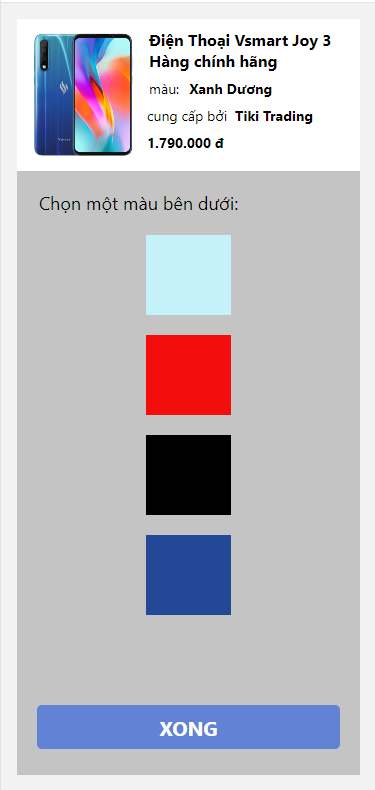 Điện Thoại Vsmart Joy 3
Hàng chính hãng
màu: Xanh Dương
cung cấp bởi Tiki Trading
1.790.000 đ
Chọn một màu bên dưới:
XONG